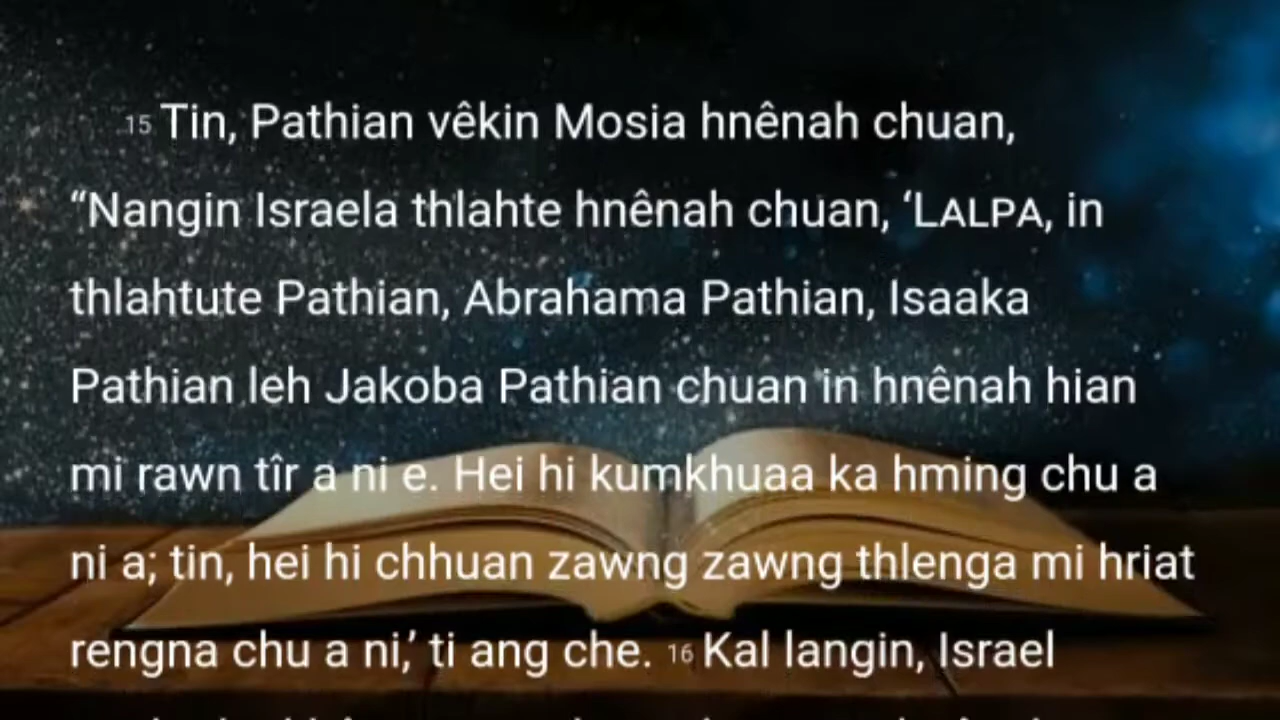 15 Tin, Pathian vêkin Mosia hnênah chuan,
“Nangin Israela thlahte hnênah chuan, ‘LALPA, in
thlahtute Pathian, Abrahama Pathian, Isaaka
Pathian leh Jakoba Pathian chuan in hnênah hian
mi rawn tîr a ni e. Hei hi kumkhuaa ka hming chu a
ni a; tin, hei hi chhuan zawng zawng thlenga mi hriat
rengna chu a ni,’ ti ang che. 16 Kal langin, Israel